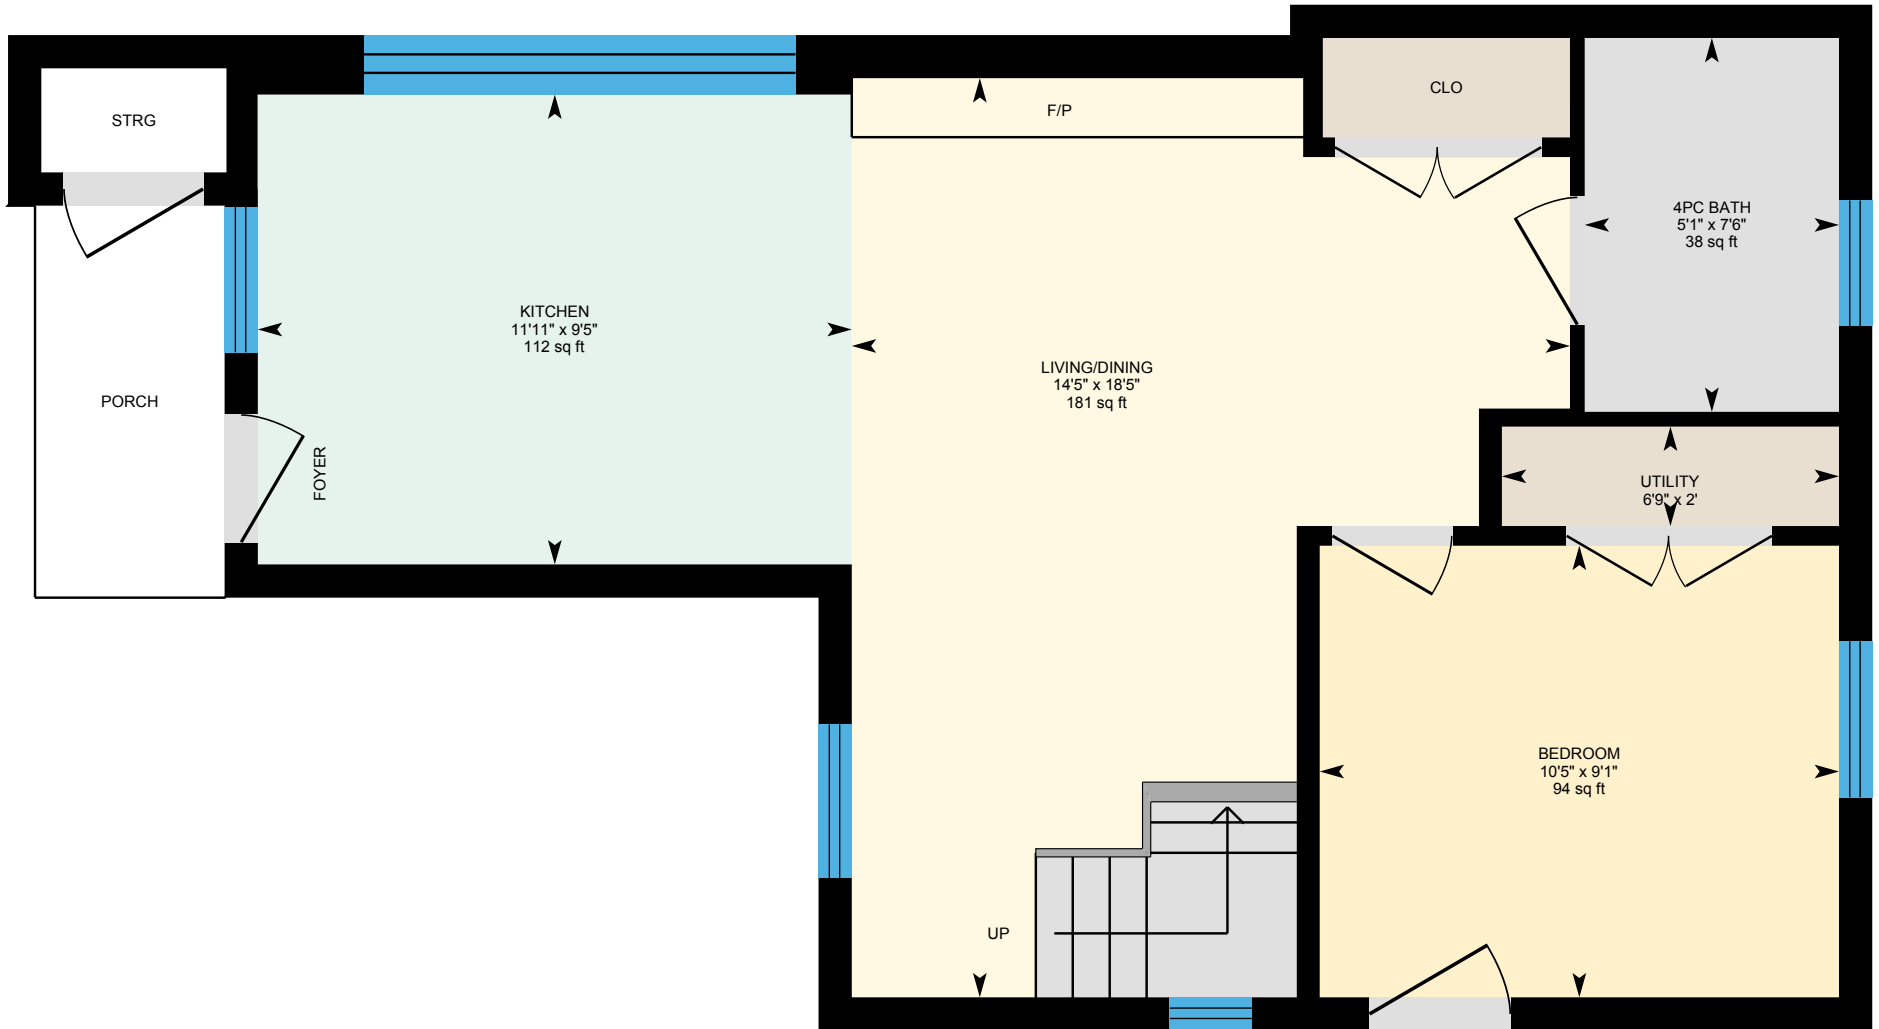 STRG
F/P
CLO
4PC BATH
5'1" x 7'6"
38 sq ft
KITCHEN
11'11" x 9'5"
112 sq ft
LIVING/DINING
14'5" x 18'5"
181 sq ft
PORCH
FOYER
UTILITY
6'9" x 2'
BEDROOM
10'5" x 9'1"
94 sq ft
UP